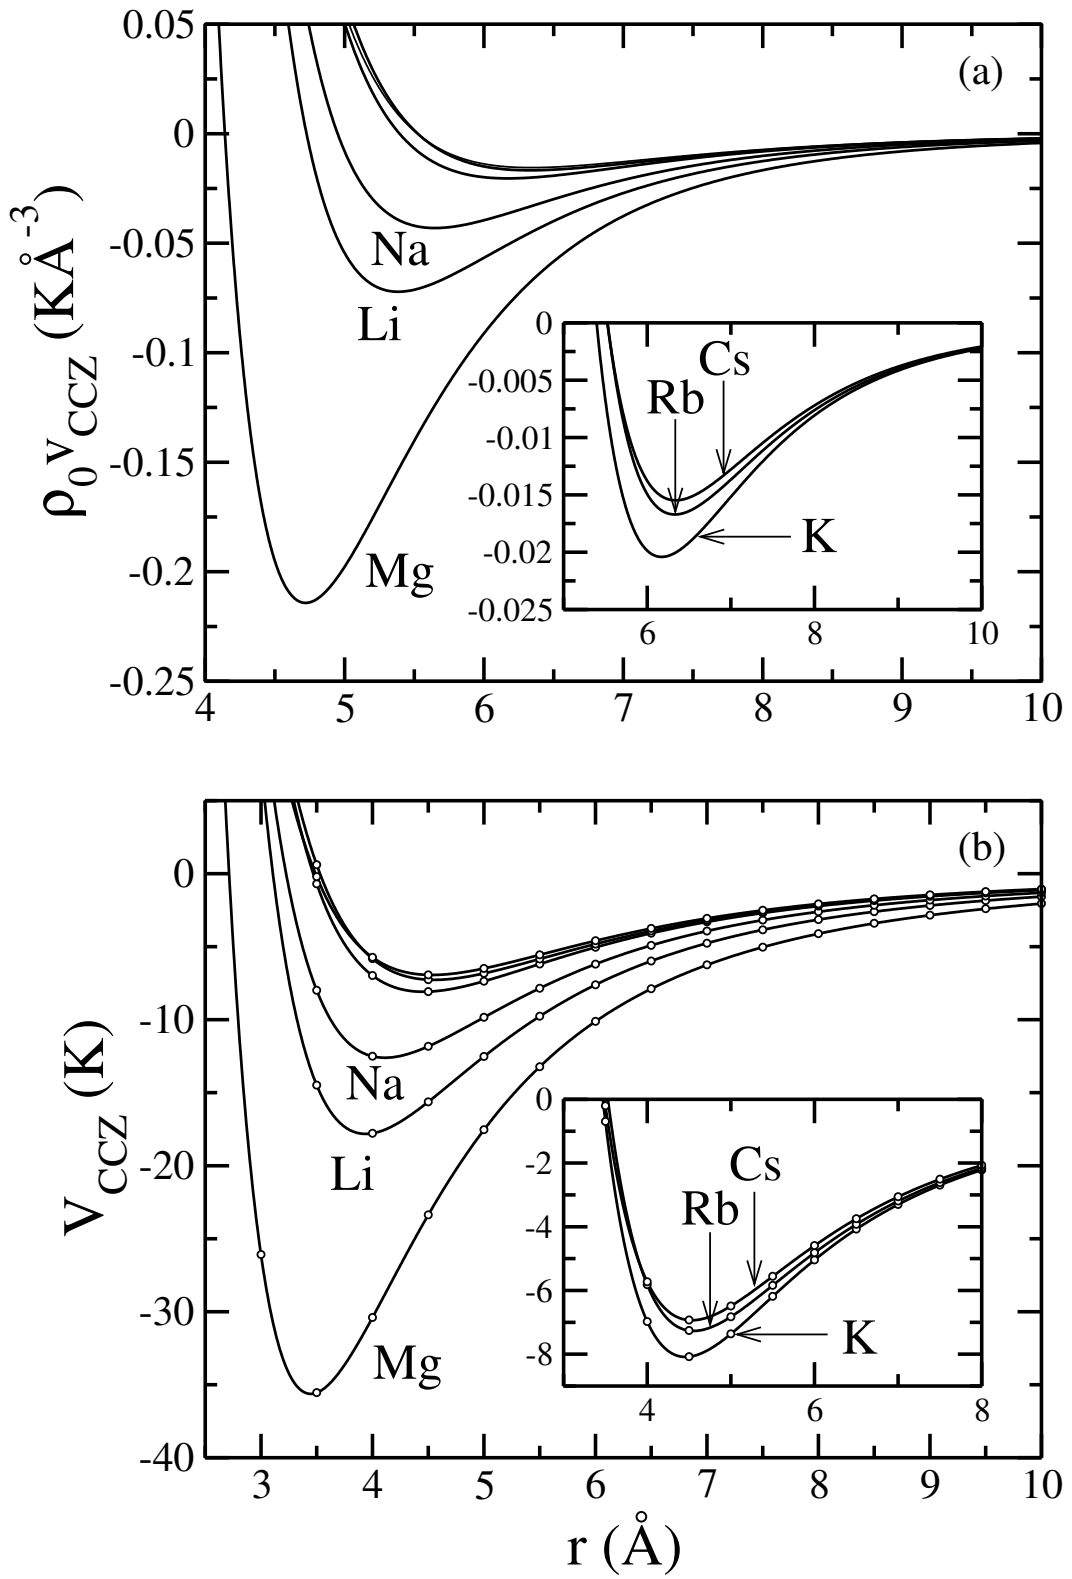 0.05
(a)
0
-0.05
Na
Li
-0.1
-0.15
-0.2
Mg
-0.25
ρ0 vCCZ (KÅ-3)
0
Cs
-0.005
Rb
-0.01
-0.015
K
-0.02
-0.025
6 8 10
4 5 6 7 8 9 10
(b)
0
-10
Na
Li
-20
-30
Mg
-40
VCCZ (K)
0
-2
Cs
Rb
-4
-6
K
-8
4 6 8
3 4 5 6 7 8 9 10
r (Å)